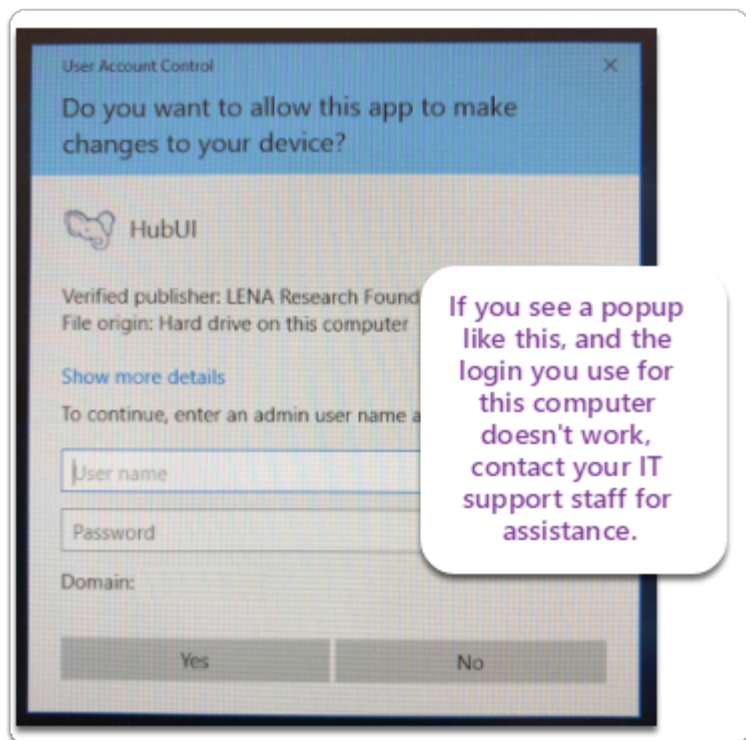 User Account Control
Do you want to allow this app to make
changes to your device?
HubUI
Verified publisher: LENA Research Found
File origin: Hard drive on this computer
Show more details
To continue, enter an admin user name a
User name
Password
Domain:
Yes
No
If you see a popup
like this, and the
login you use for
this computer
doesn't work,
contact your IT
support staff for
assistance.